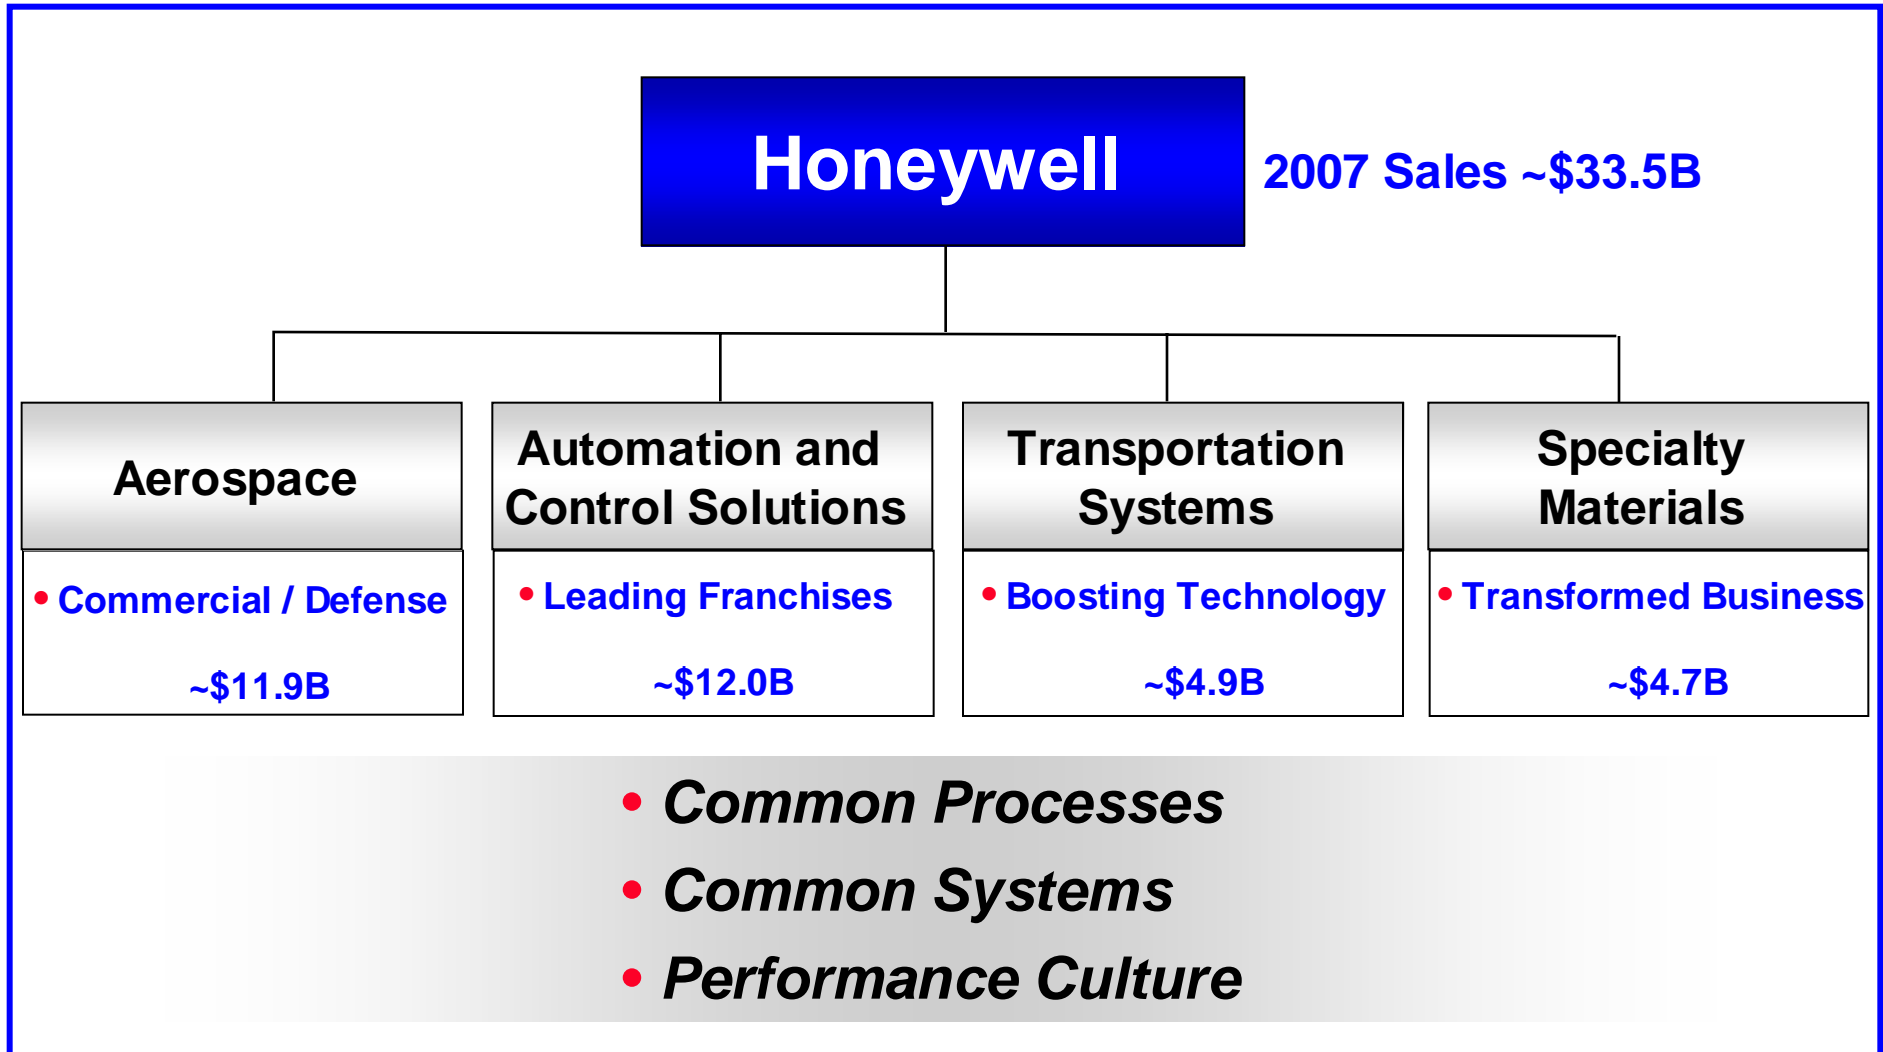 Honeywell
2007 Sales ~$33.5B
Aerospace
• Commercial / Defense
~$11.9B
Automation and
Control Solutions
• Leading Franchises
~$12.0B
Transportation
Systems
• Boosting Technology
~$4.9B
Specialty
Materials
• Transformed Business
~$4.7B
• Common Processes
• Common Systems
• Performance Culture